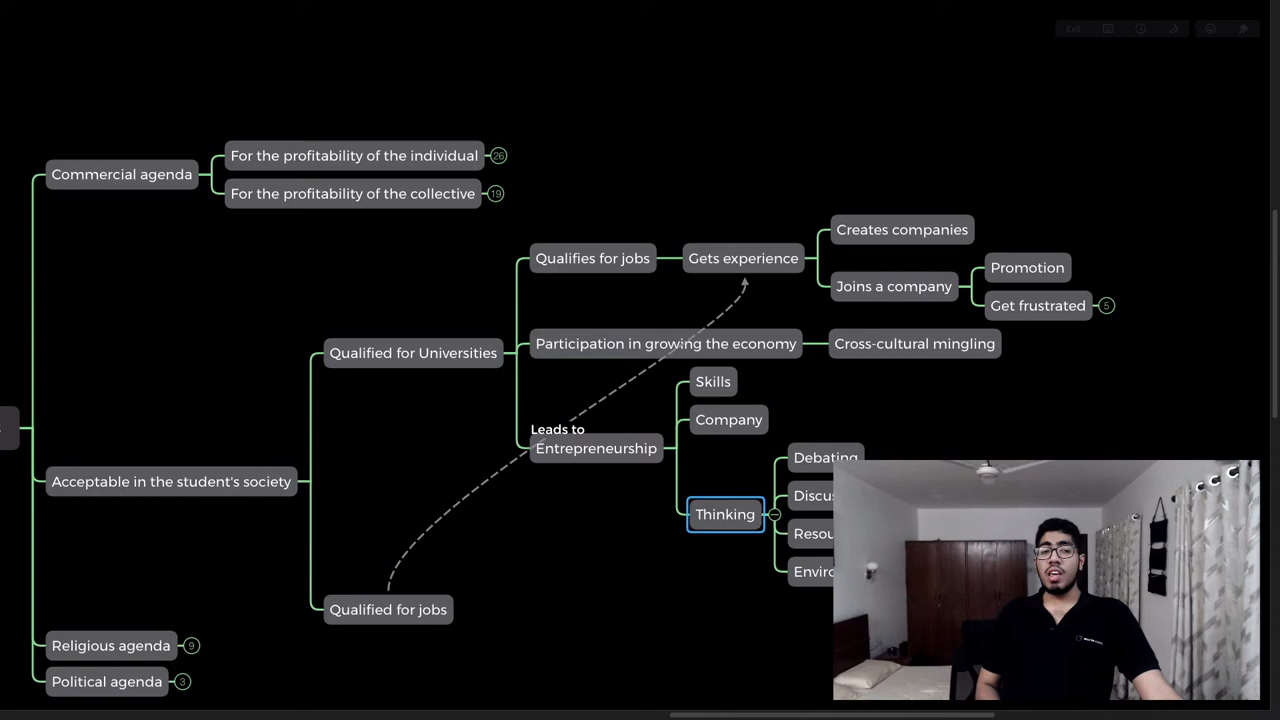 Exit
Commercial agenda
For the profitability of the individual
26
For the profitability of the collective
19
Creates companies
Qualifies for jobs
Gets experience
Joins a company
Promotion
Get frustrated
5
Qualified for Universities
Participation in growing the economy
Cross-cultural mingling
Skills
Company
Leads to
Entrepreneurship
Debating
Acceptable in the student's society
Thinking
Qualified for jobs
Religious agenda
9
Political agenda
3